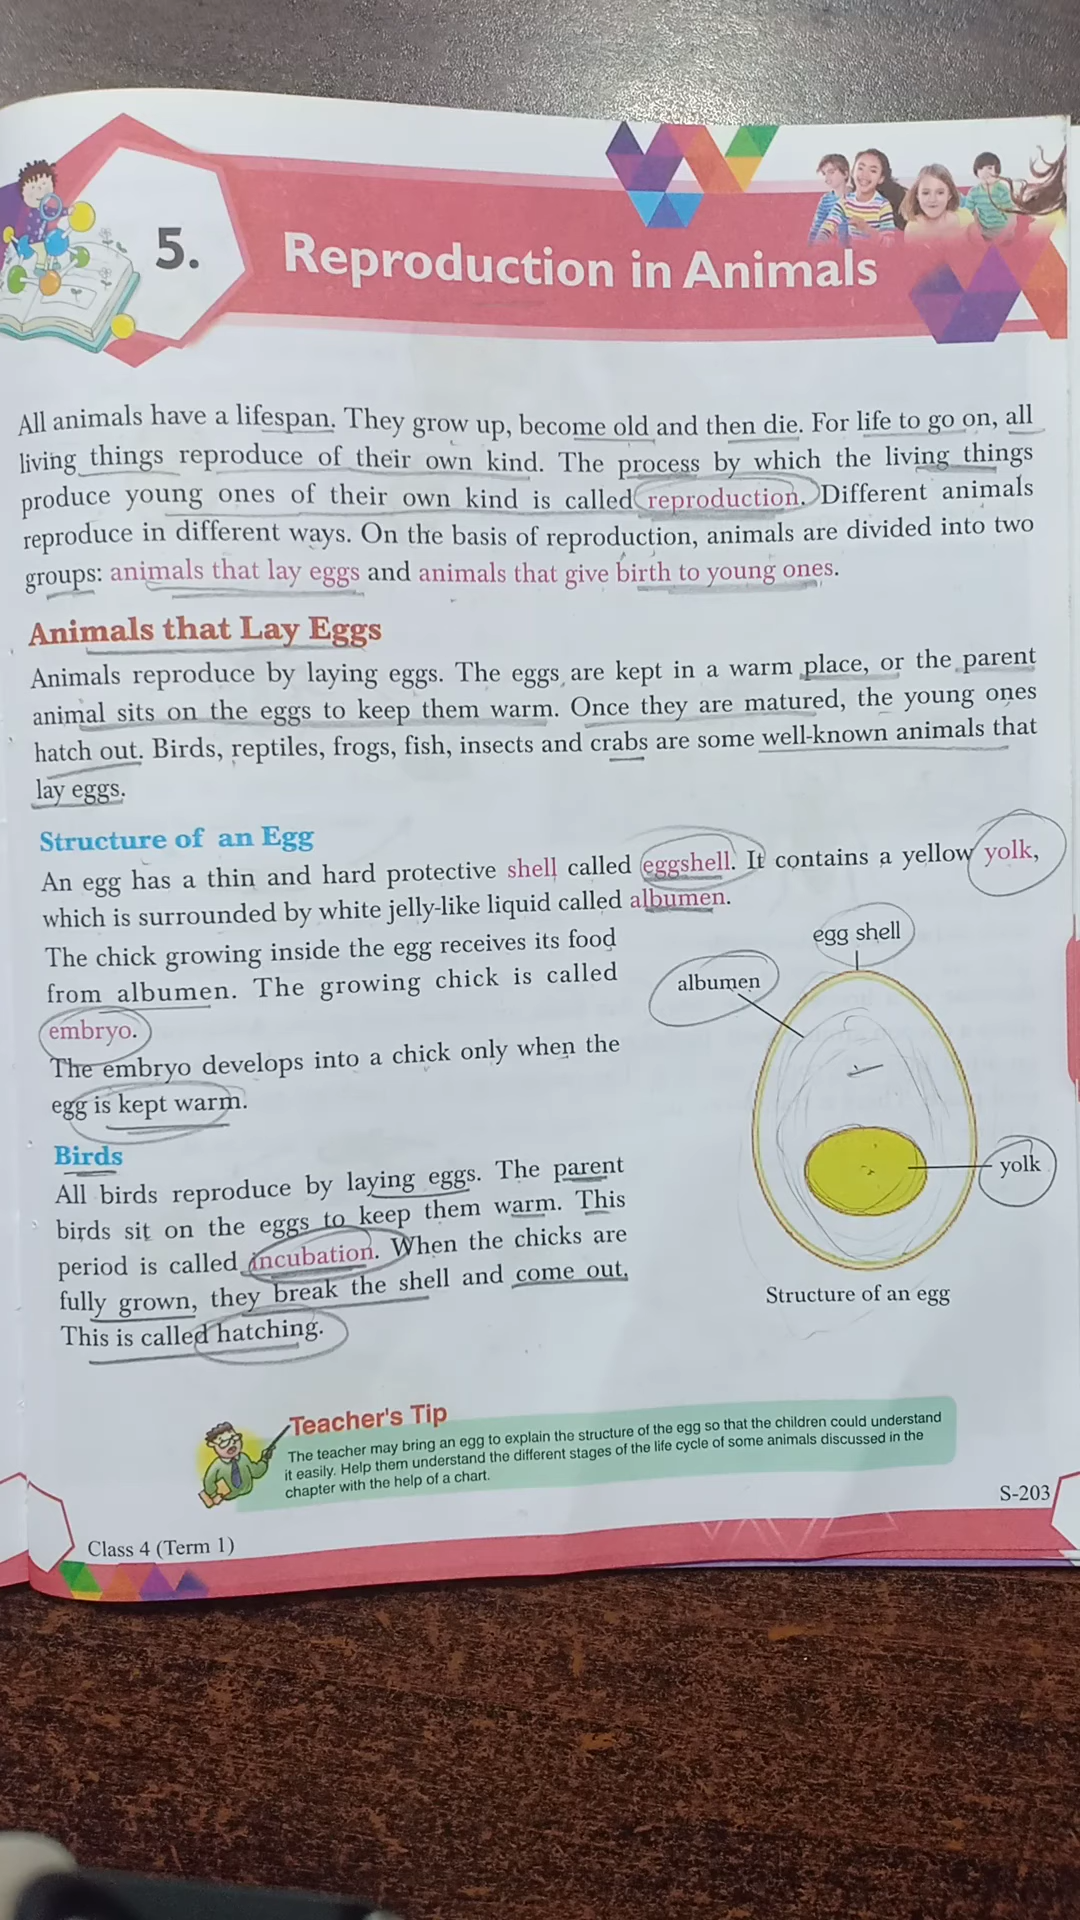 5.
Reproduction in Animals
All animals have a lifespan. They grow up, become old and then die. For life to go on, all
living things reproduce of their own kind. The process by which the living things
produce young ones of their own kind is called reproduction. Different animals
reproduce in different ways. On the basis of reproduction, animals are divided into two
groups: animals that lay eggs and animals that give birth to young ones.
Animals that Lay Eggs
Animals reproduce by laying eggs. The eggs are kept in a warm place, or the parent
animal sits on the eggs to keep them warm. Once they are matured, the young ones
hatch out. Birds, reptiles, frogs, fish, insects and crabs are some well-known animals that
lay eggs.
Structure of an Egg
An egg has a thin and hard protective shell called eggshell. It contains a yellow yolk,
which is surrounded by white jelly-like liquid called albumen.
The chick growing inside the egg receives its food
from albumen. The growing chick is called
embryo.
The embryo develops into a chick only when the
egg is kept warm.
egg shell
albumen
yolk
Structure of an egg
Birds
All birds reproduce by laying eggs. The parent
birds sit on the eggs to keep them warm. This
period is called incubation. When the chicks are
fully grown, they break the shell and come out.
This is called hatching.
Teacher's Tip
The teacher may bring an egg to explain the structure of the egg so that the children could understand
it easily. Help them understand the different stages of the life cycle of some animals discussed in the
chapter with the help of a chart.
S-203
Class 4 (Term 1)